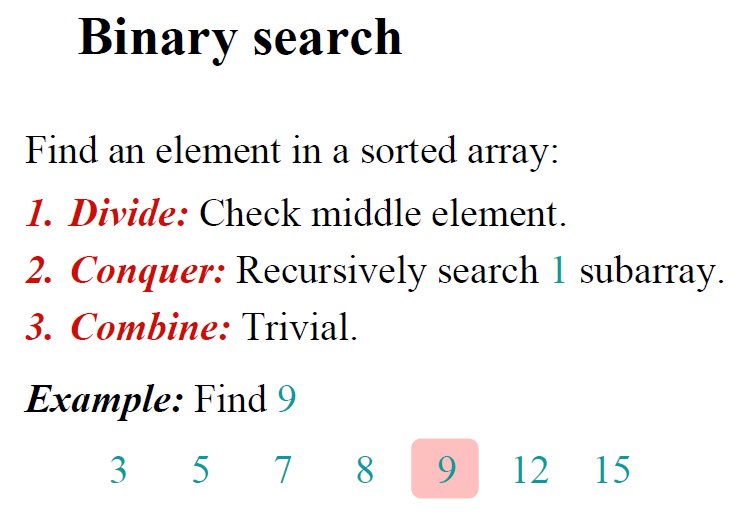 Binary search
Find an element in a sorted array:
1. Divide: Check middle element.
2. Conquer: Recursively search 1 subarray.
3. Combine: Trivial.
Example: Find 9
3 5 7 8 9 12 15